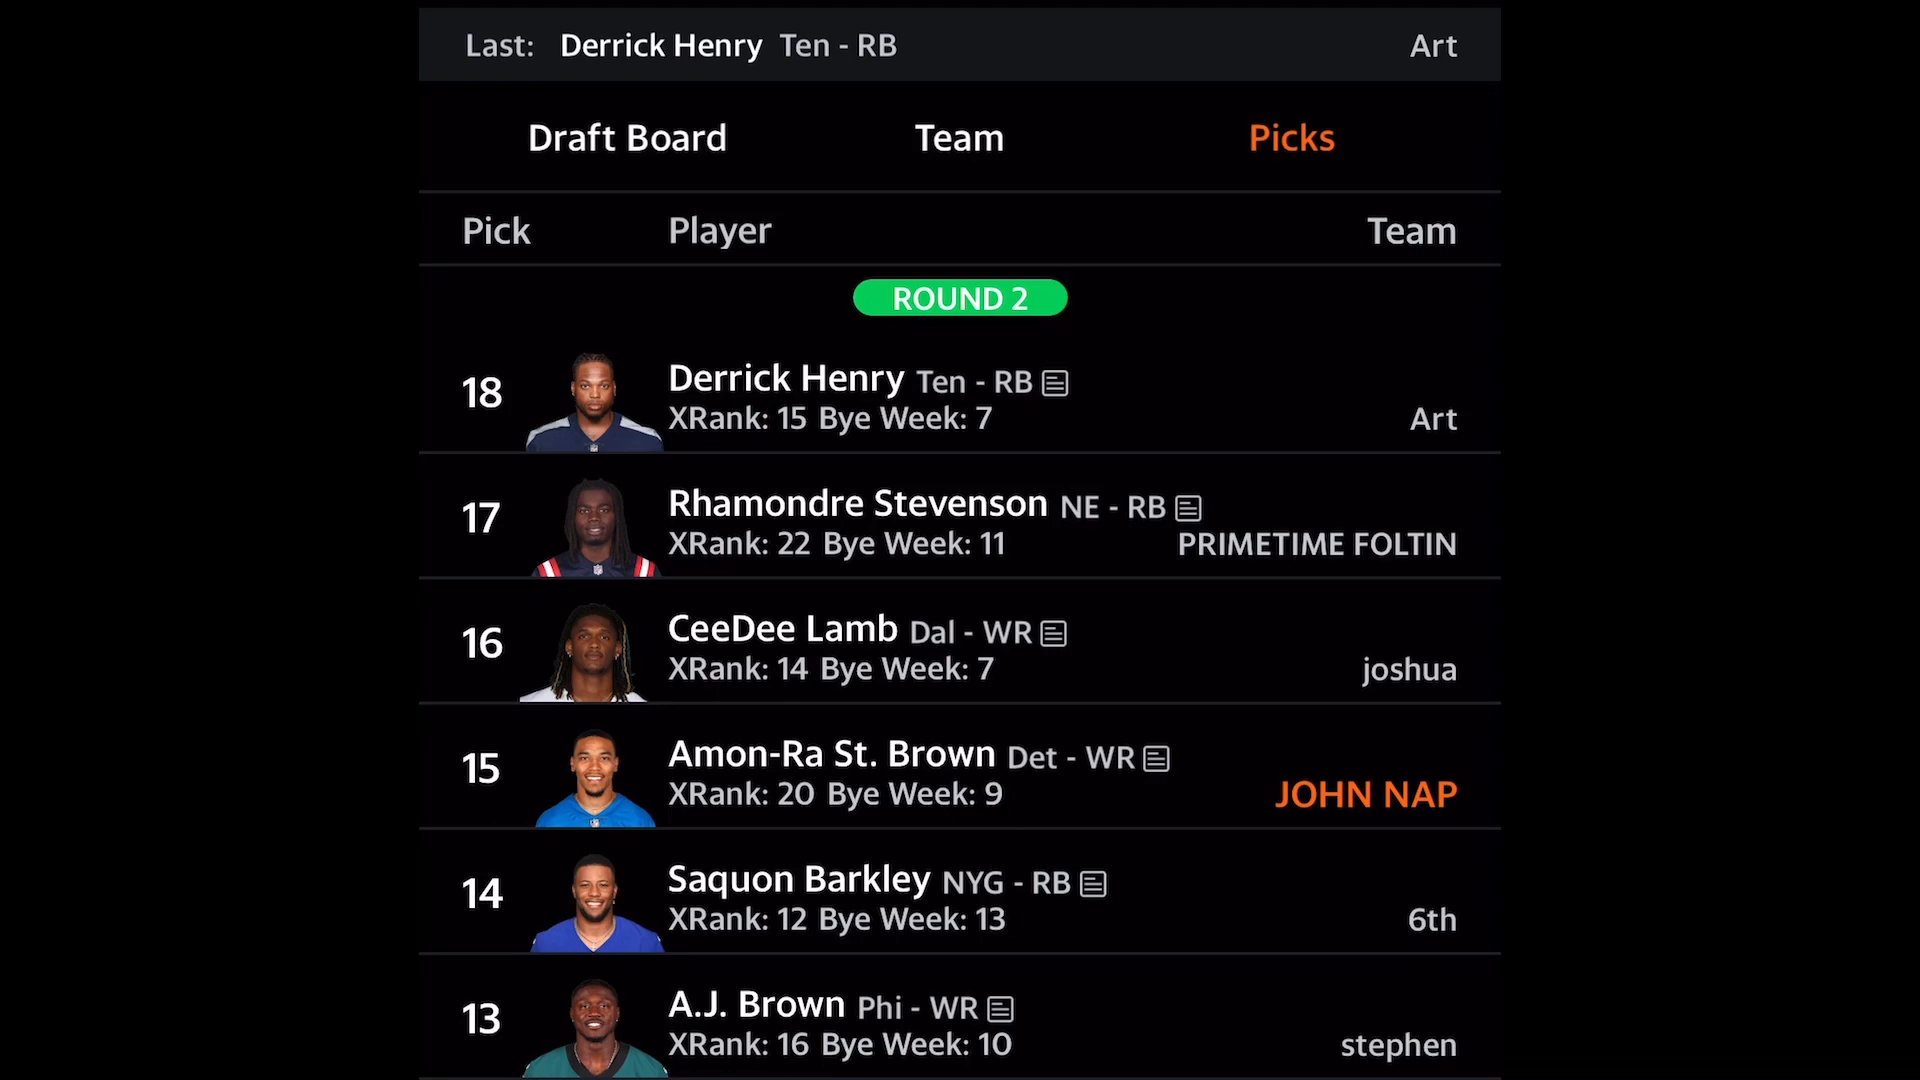 Last: Derrick Henry Ten - RB Art
Draft Board Team Picks
Pick Player Team
ROUND 2
18 Derrick Henry Ten - RB
XRank: 15 Bye Week: 7 Art
17 Rhamondre Stevenson NE - RB
XRank: 22 Bye Week: 11 PRIMETIME FOLTIN
16 CeeDee Lamb Dal - WR
XRank: 14 Bye Week: 7 joshua
15 Amon-Ra St. Brown Det - WR
XRank: 20 Bye Week: 9 JOHN NAP
14 Saquon Barkley NYG - RB
XRank: 12 Bye Week: 13 6th
13 A.J. Brown Phi - WR
XRank: 16 Bye Week: 10 stephen